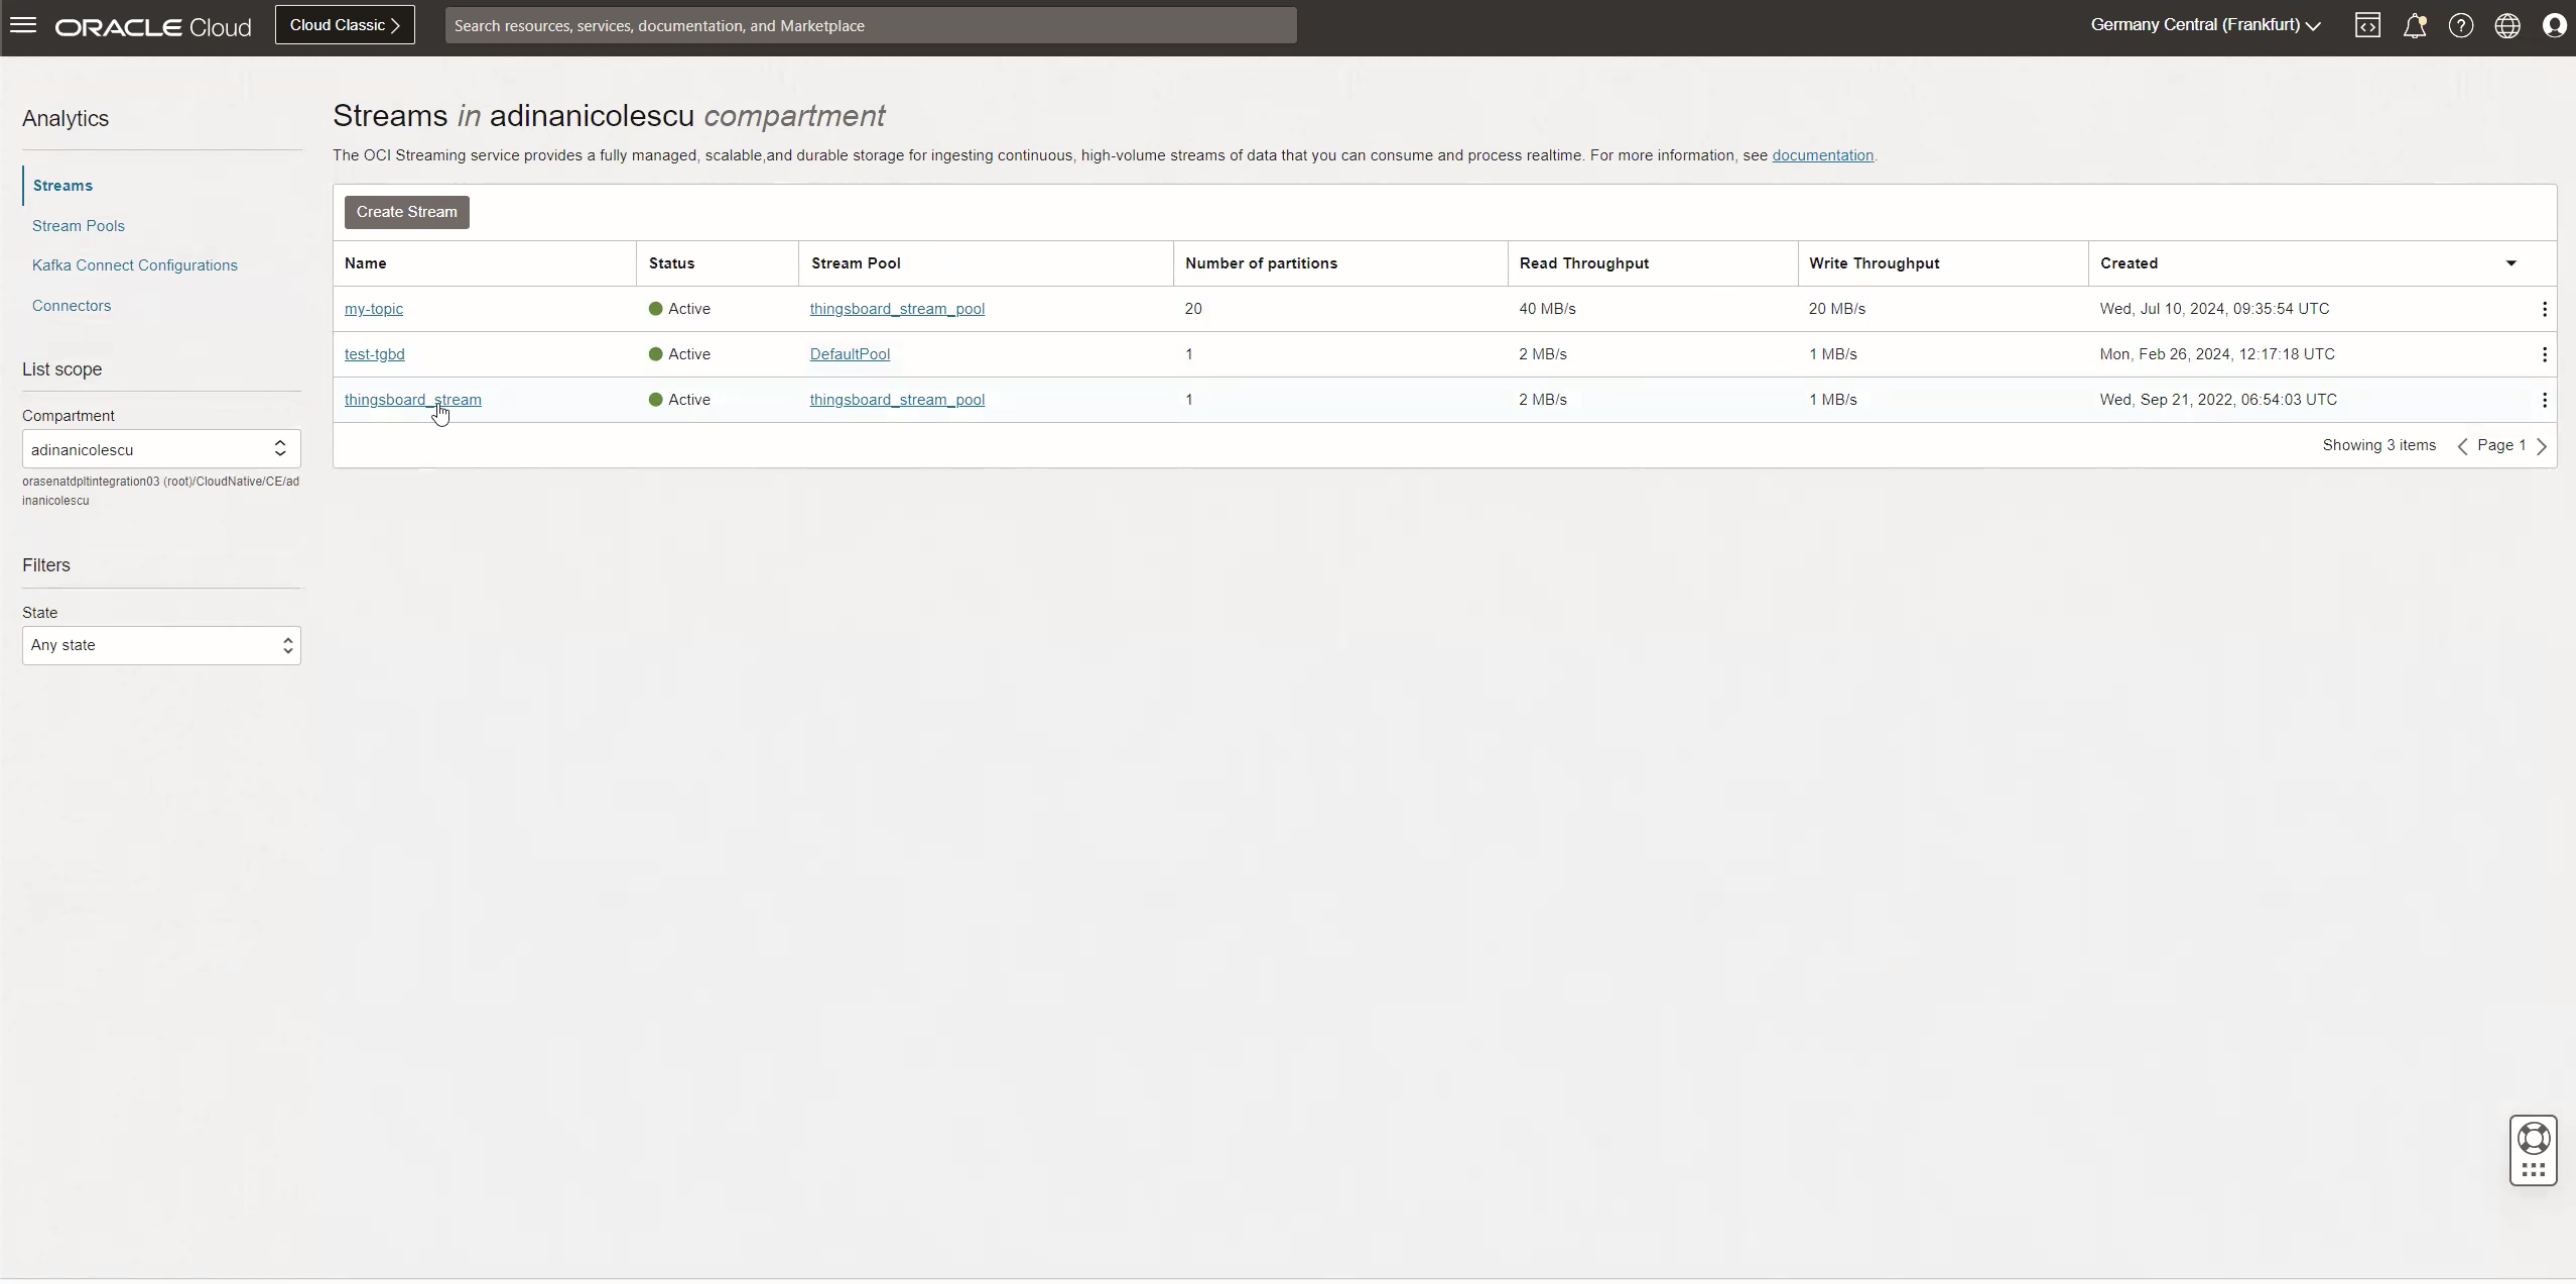 ORACLE Cloud
Cloud Classic
Search resources, services, documentation, and Marketplace
Germany Central (Frankfurt)
Analytics
Streams
Stream Pools
Kafka Connect Configurations
Connectors
List scope
Compartment
adinanicolescu
orasenatdpltintegration03 (root)/CloudNative/CE/ad
inanicolescu
Filters
State
Any state
Streams in adinanicolescu compartment
The OCI Streaming service provides a fully managed, scalable,and durable storage for ingesting continuous, high-volume streams of data that you can consume and process realtime. For more information, see documentation.
Create Stream
Name Status Stream Pool Number of partitions Read Throughput Write Throughput Created
my-topic Active thingsboard_stream_pool 20 40 MB/s 20 MB/s Wed, Jul 10, 2024, 09:35:54 UTC
test-tgbd Active DefaultPool 1 2 MB/s 1 MB/s Mon, Feb 26, 2024, 12:17:18 UTC
thingsboard_stream Active thingsboard_stream_pool 1 2 MB/s 1 MB/s Wed, Sep 21, 2022, 06:54:03 UTC
Showing 3 items Page 1